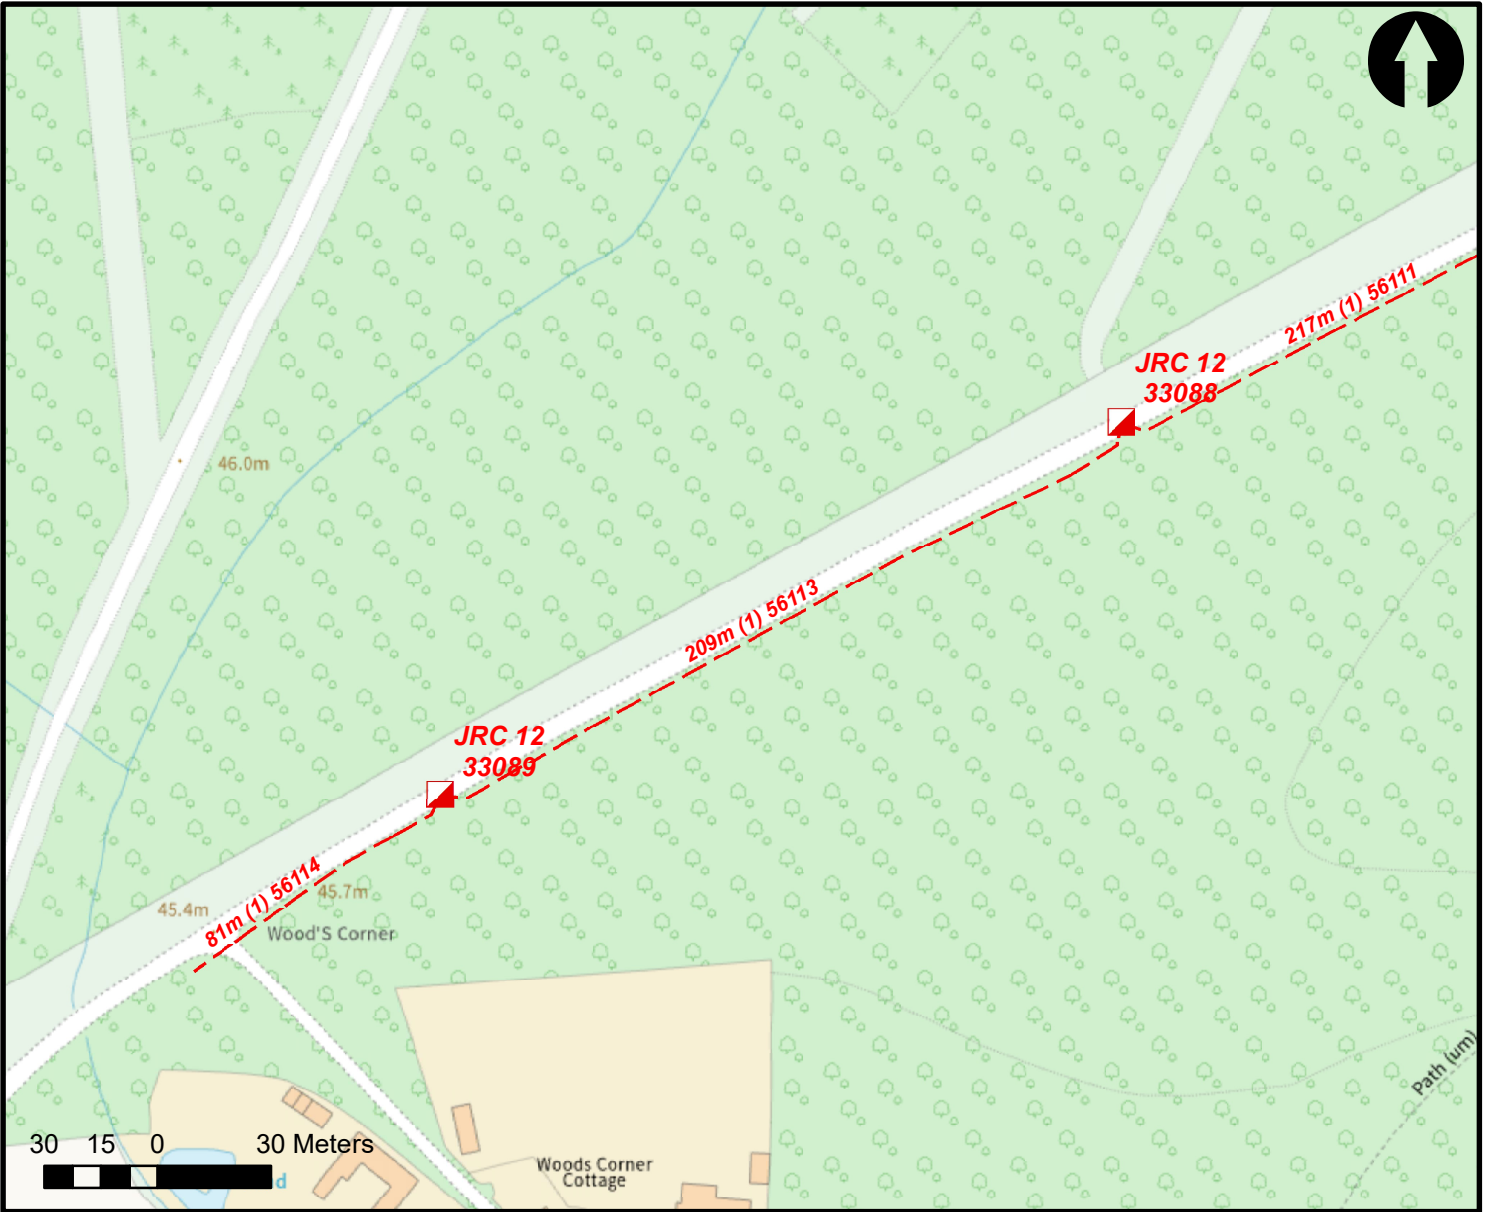 217m (1) 56111
JRC 12
33088
46.0m
209m (1) 56113
JRC 12
33089
81m (1) 56114
45.7m
45.4m
Wood'S Corner
Path (um)
30 15 0 30 Meters
Woods Corner
Cottage
d